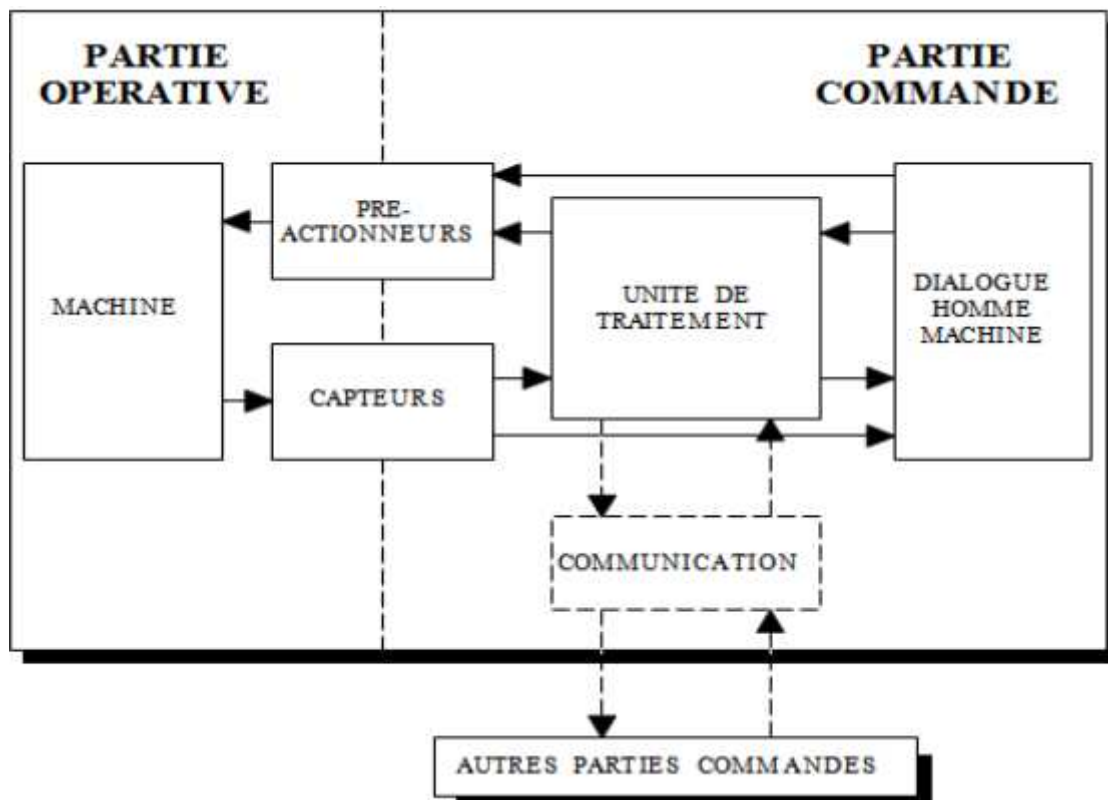 PARTIE
OPERATIVE
PARTIE
COMMANDE
PRE-
ACTIONNEURS
MACHINE
UNITE DE
TRAITEMENT
DIALOGUE
HOMME
MACHINE
CAPTEURS
COMMUNICATION
AUTRES PARTIES COMMANDES